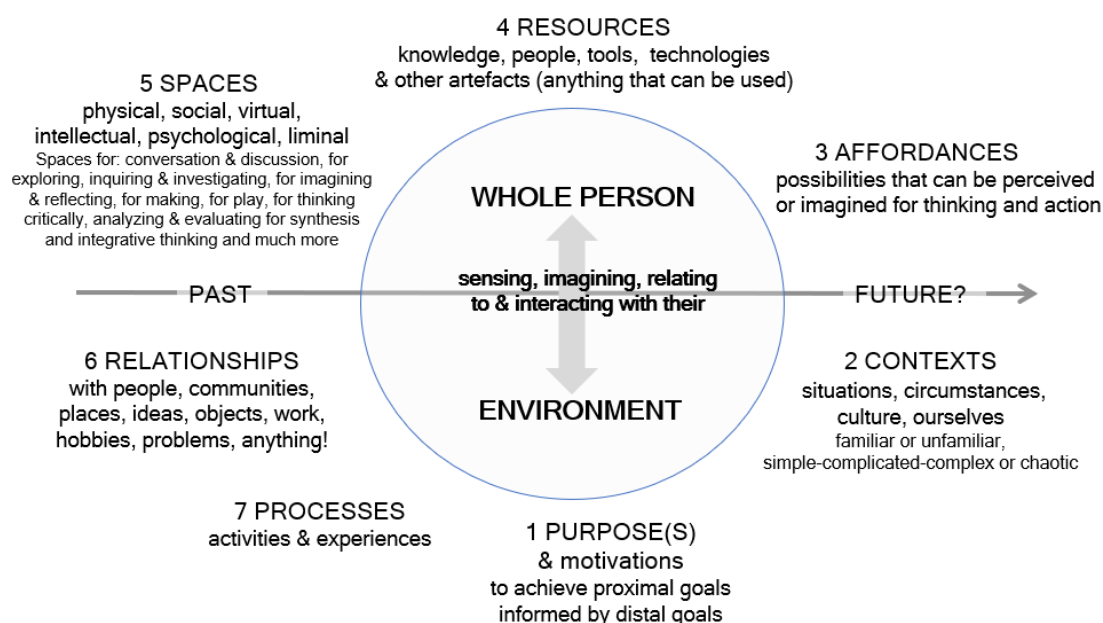 4 RESOURCES
knowledge, people, tools, technologies
& other artefacts (anything that can be used)
5 SPACES
physical, social, virtual,
intellectual, psychological, liminal
Spaces for: conversation & discussion, for
exploring, inquiring & investigating, for imagining
& reflecting, for making, for play, for thinking
critically, analyzing & evaluating for synthesis
and integrative thinking and much more
3 AFFORDANCES
possibilities that can be perceived
or imagined for thinking and action
WHOLE PERSON
sensing, imagining, relating
to & interacting with their
ENVIRONMENT
PAST
FUTURE?
6 RELATIONSHIPS
with people, communities,
places, ideas, objects, work,
hobbies, problems, anything!
2 CONTEXTS
situations, circumstances,
culture, ourselves
familiar or unfamiliar,
simple-complicated-complex or chaotic
7 PROCESSES
activities & experiences
1 PURPOSE(S)
& motivations
to achieve proximal goals
informed by distal goals